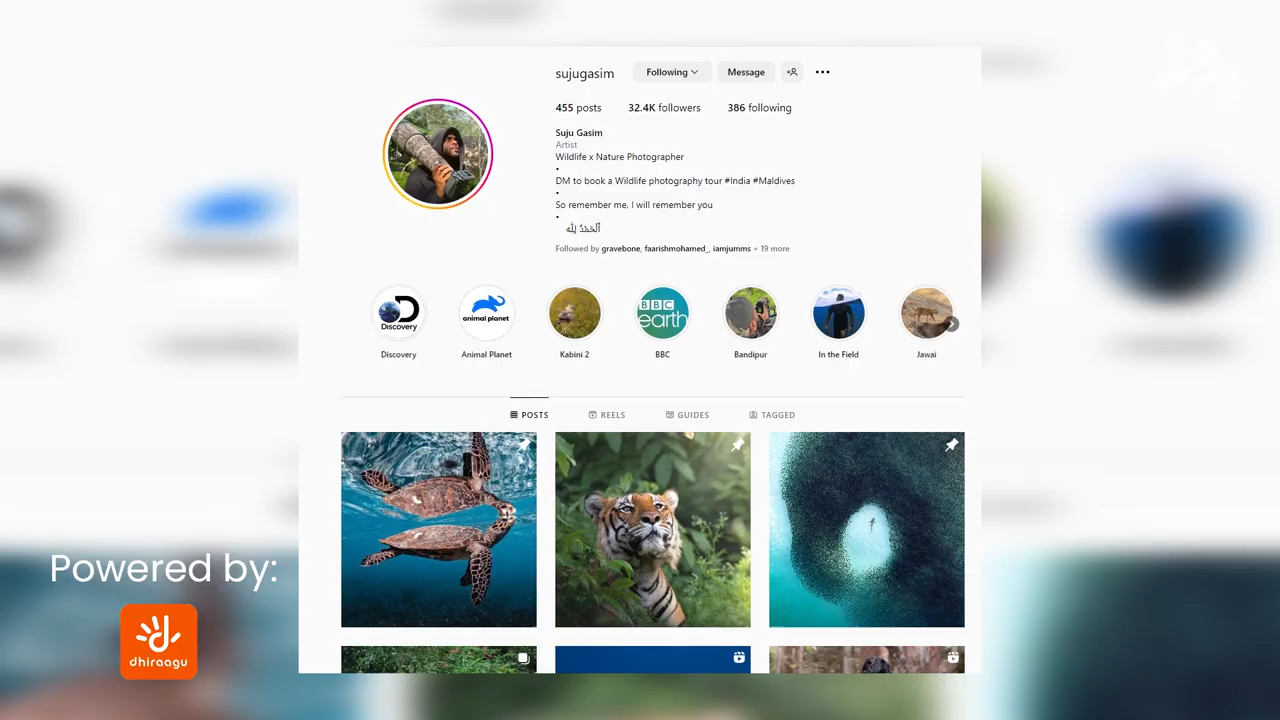 sujugasim
Following
Message
455 posts
32.4K followers
386 following
Suju Gasim
Artist
Wildlife x Nature Photographer
•
DM to book a Wildlife photography tour #India #Maldives
•
So remember me, I will remember you
•
ٱلْحَمْدُ لِلَّٰهِ
Followed by gravebone, faarishmohamed_, iamjumms + 19 more
Discovery
animal planet
BBC
earth
Discovery
Animal Planet
Kabini 2
BBC
Bandipur
In the Field
Jawai
POSTS
REELS
GUIDES
TAGGED
Powered by:
dhiraagu